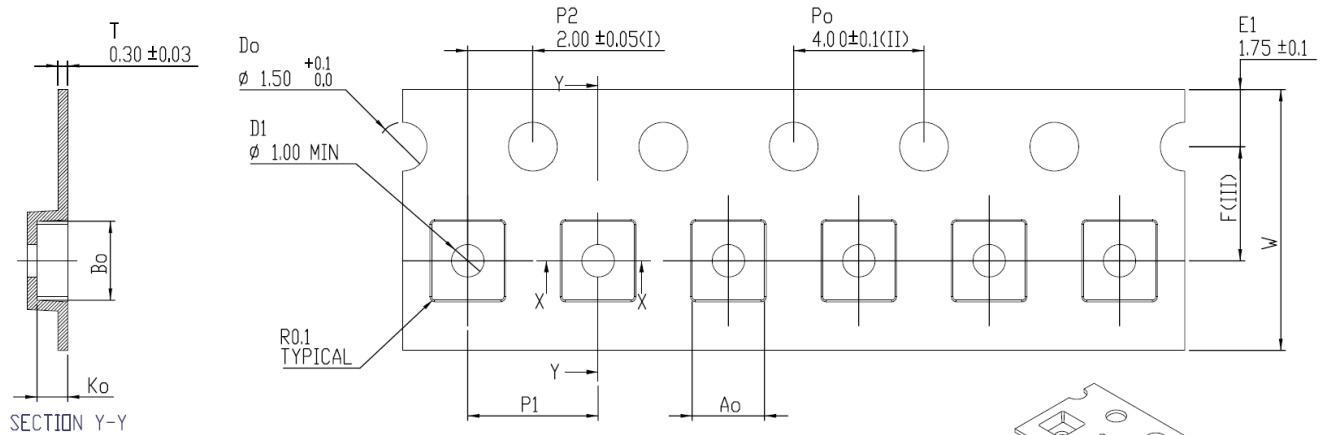 T
0.30 ±0.03
Do
ø 1.50 +0.1 0.0
D1
ø 1.00 MIN
P2
2.00 ±0.05(I)
Po
4.0 0±0.1(II)
E1
1.75 ±0.1
Y
F(III)
W
Bo
X
X
R0.1
TYPICAL
Y
Ko
P1
Ao
SECTION Y-Y